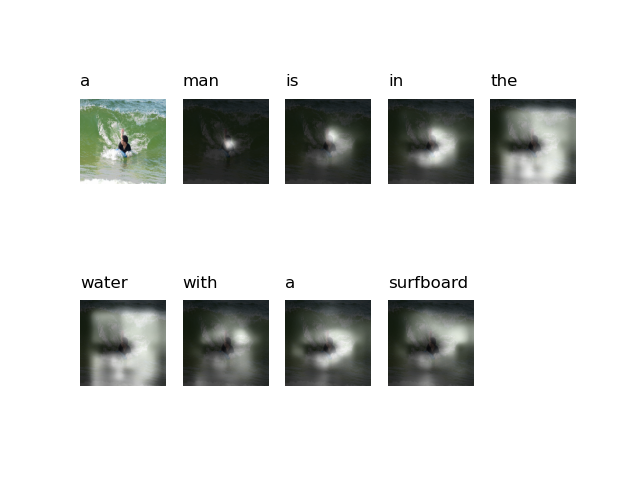 a man is in the
water with a surfboard